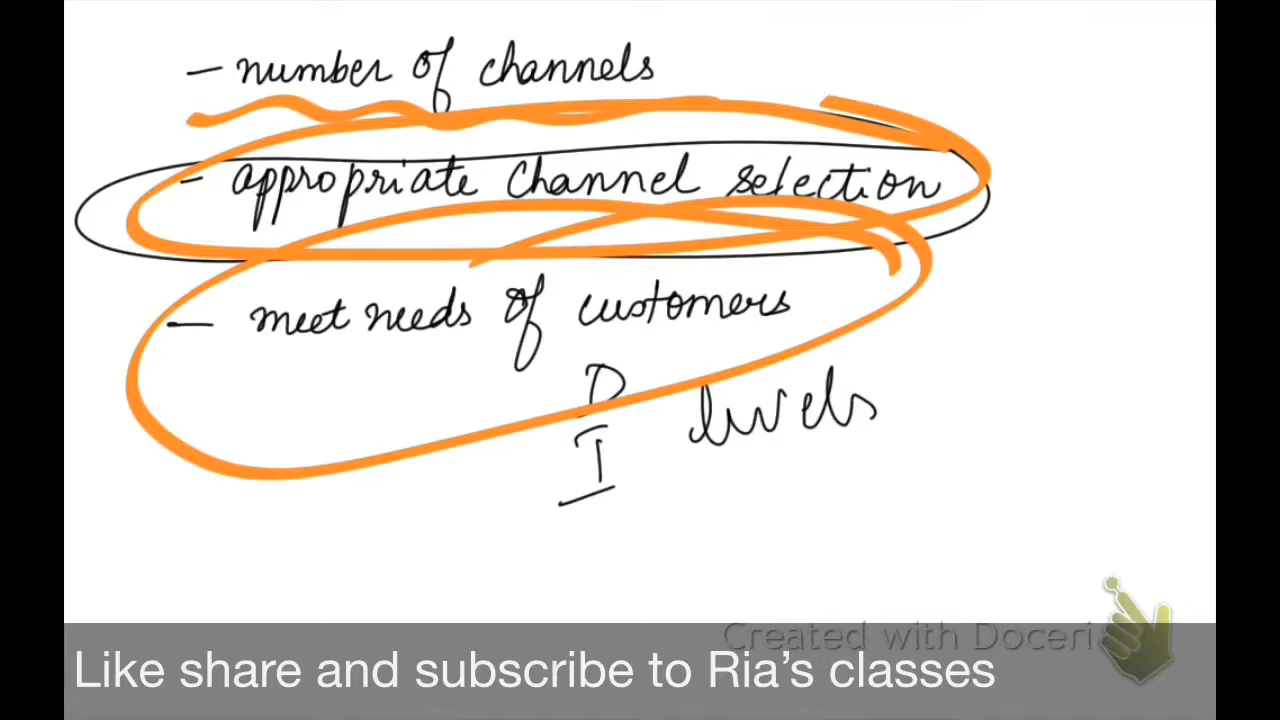 - number of channels
- appropriate channel selection
- meet needs of customers
D
I
levels
Created with Doceri
Like share and subscribe to Ria's classes